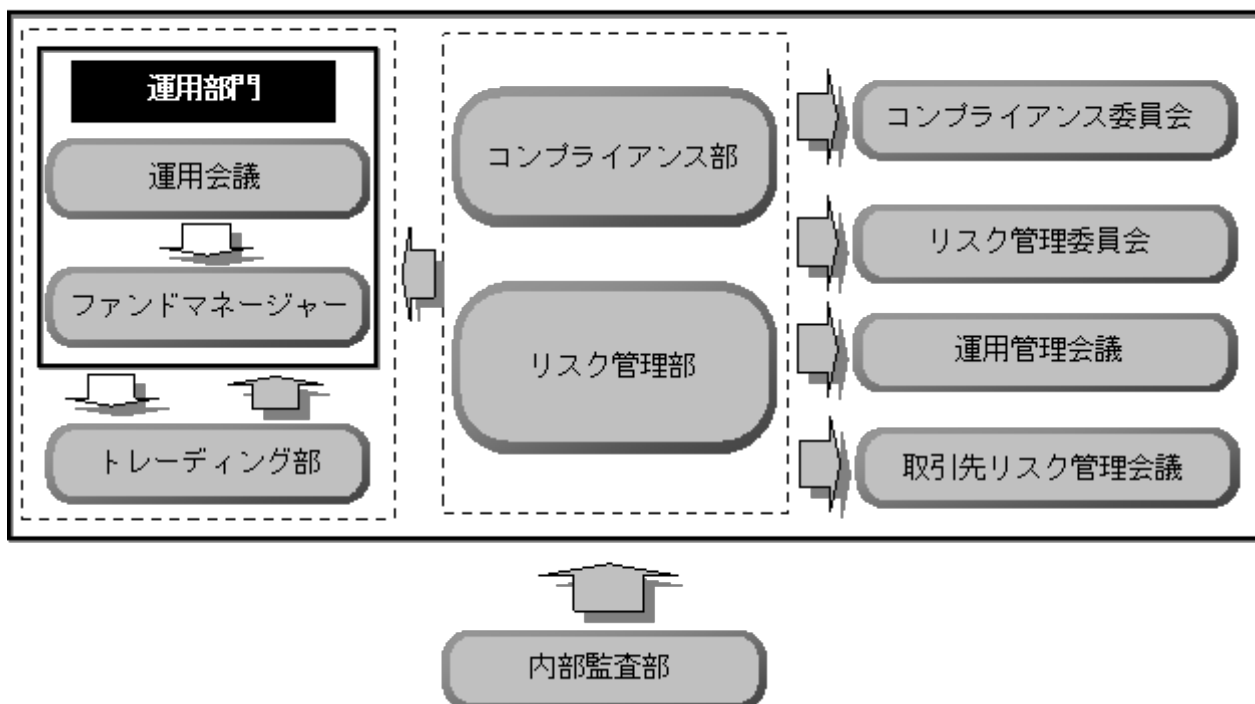 運用部門
運用会議
ファンドマネージャー
トレーディング部
コンプライアンス部
リスク管理部
コンプライアンス委員会
リスク管理委員会
運用管理会議
取引先リスク管理会議
内部監査部